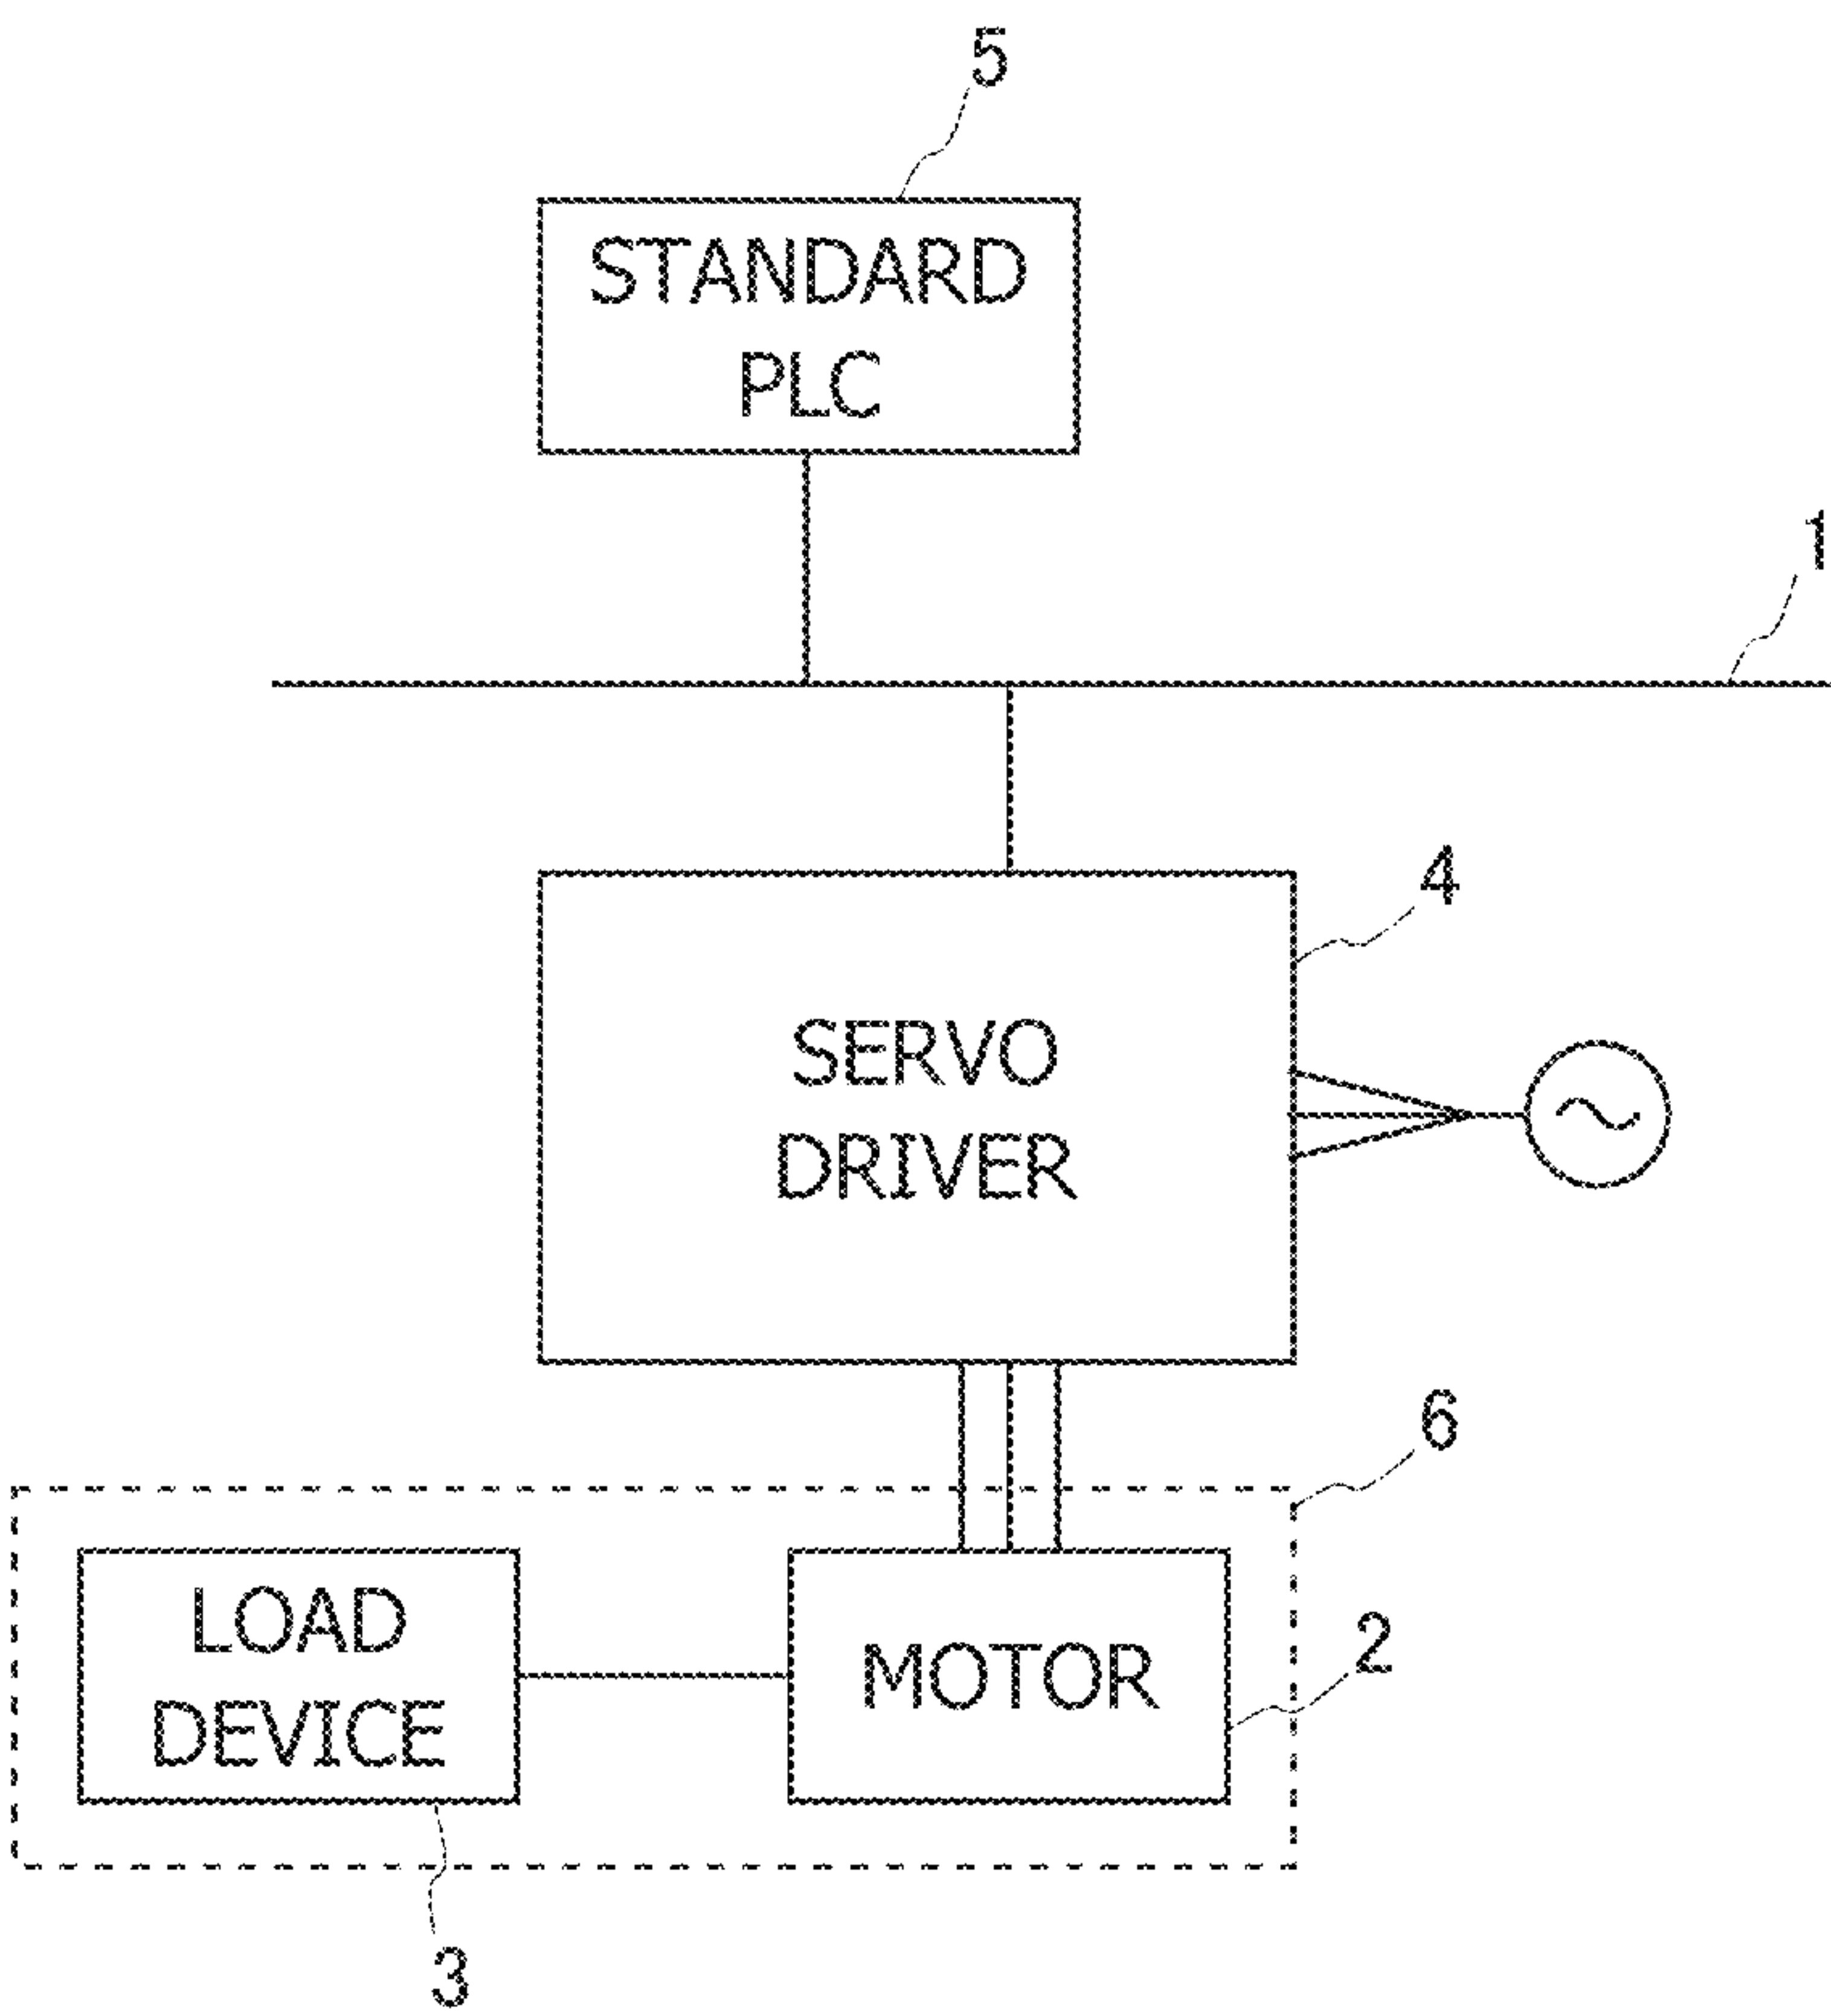 5
STANDARD
PLC
1
4
SERVO
DRIVER
6
LOAD
DEVICE
MOTOR
2
3